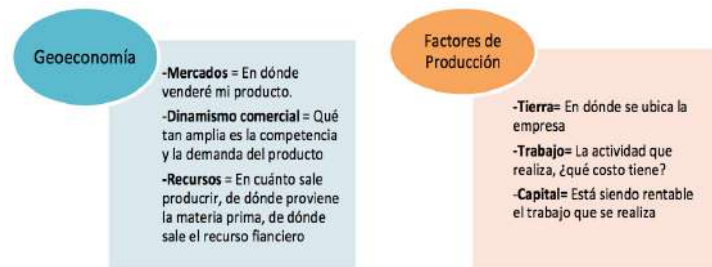 Geoeconomía
-Mercados = En dónde
venderé mi producto.
-Dinamismo comercial = Qué
tan amplia es la competencia
y la demanda del producto
-Recursos = En cuánto sale
producrir, de dónde proviene
la materia prima, de dónde
sale el recurso fianciero
Factores de
Producción
-Tierra= En dónde se ubica la
empresa
-Trabajo= La actividad que
realiza, ¿qué costo tiene?
-Capital= Está siendo rentable
el trabajo que se realiza